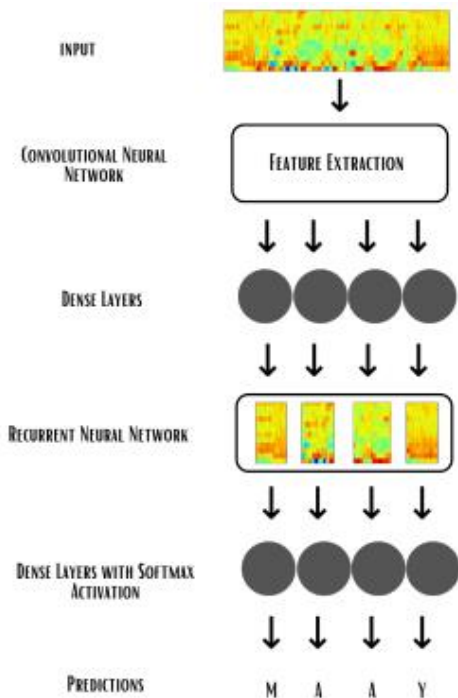 INPUT
CONVOLUTIONAL NEURAL
NETWORK
FEATURE EXTRACTION
DENSE LAYERS
RECURRENT NEURAL NETWORK
DENSE LAYERS WITH SOFTMAX
ACTIVATION
PREDICTIONS M A A Y